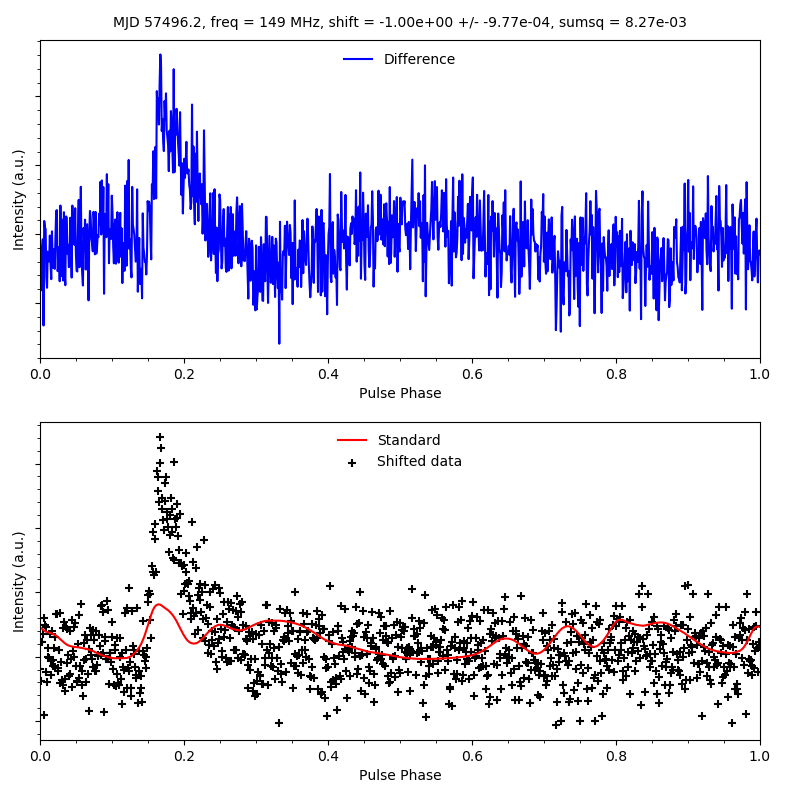 MJD 57496.2, freq = 149 MHz, shift = -1.00e+00 +/- -9.77e-04, sumsq = 8.27e-03
Difference
Intensity (a.u.)
0.0 0.2 0.4 0.6 0.8 1.0
Pulse Phase
Standard
Shifted data
Intensity (a.u.)
0.0 0.2 0.4 0.6 0.8 1.0
Pulse Phase